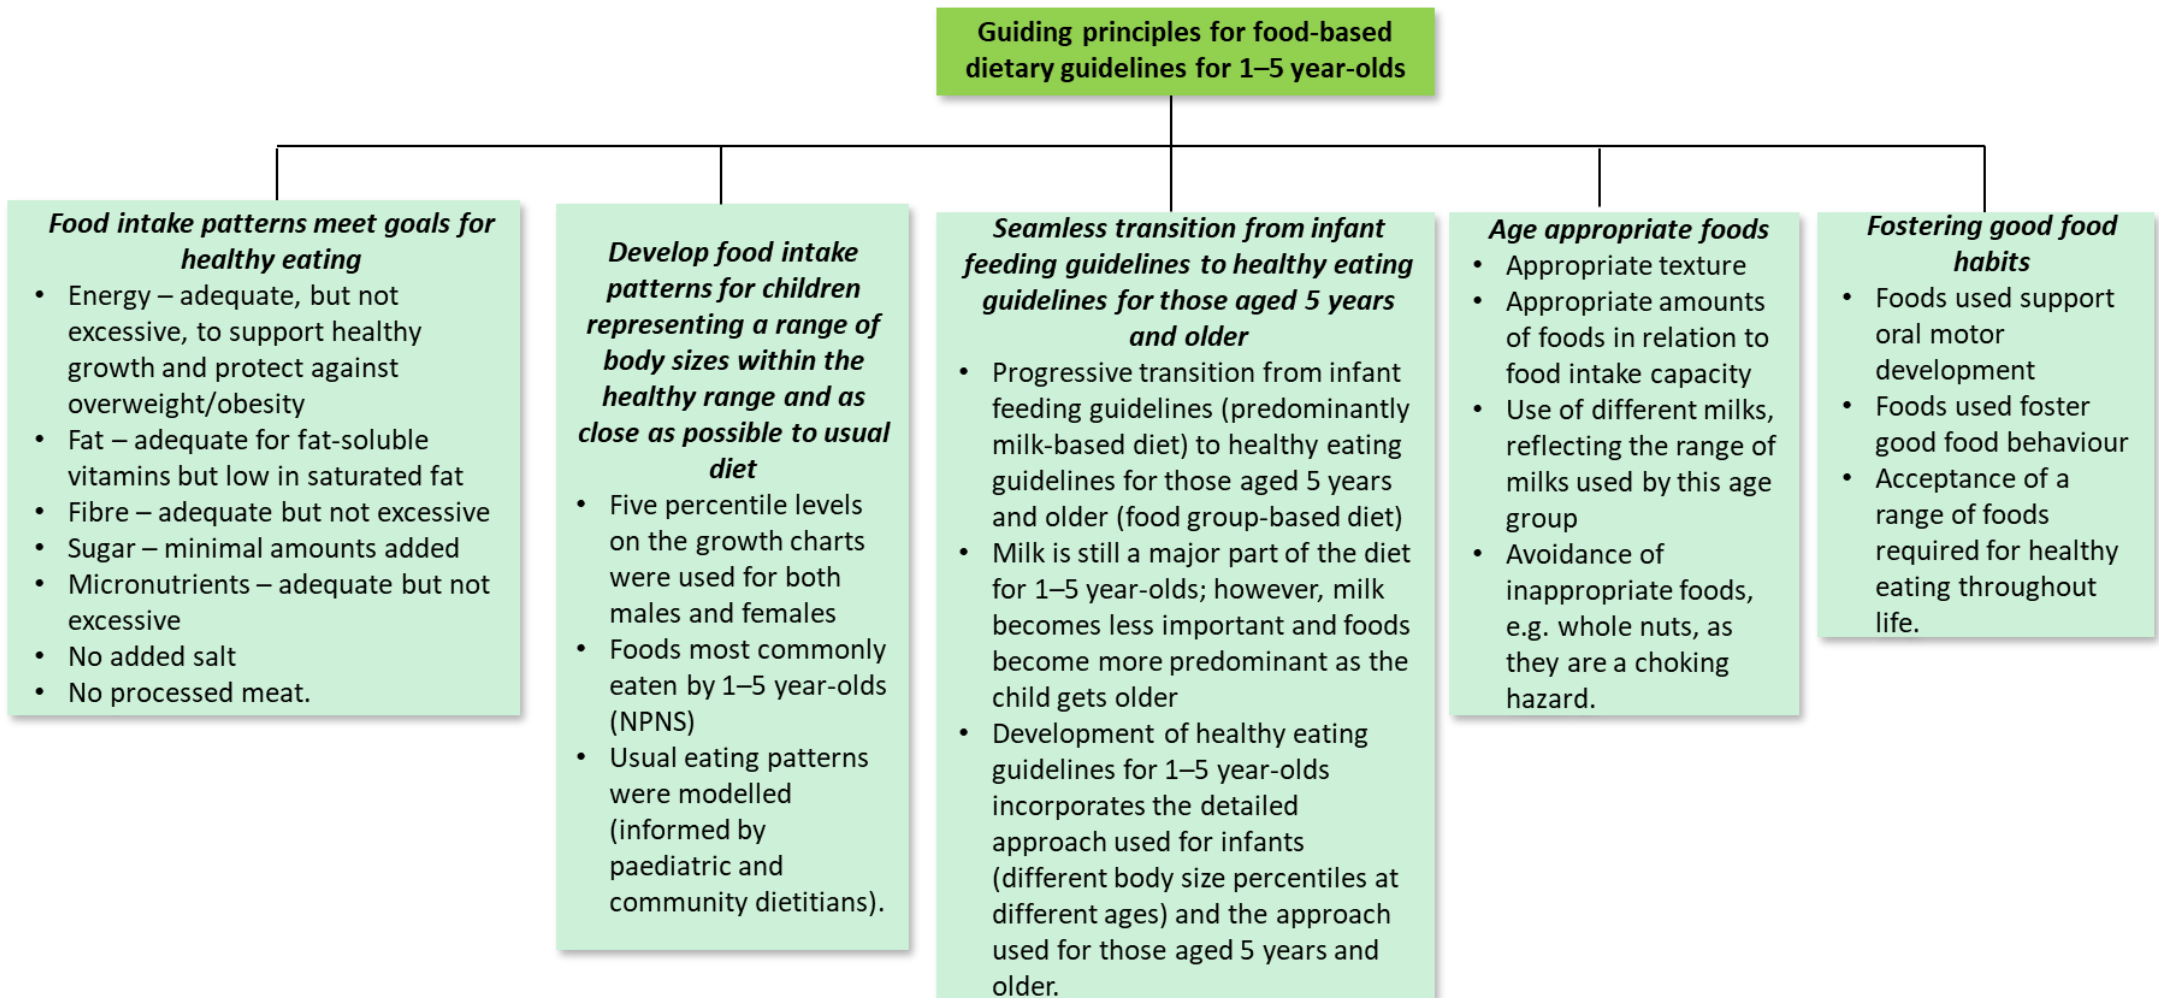 Guiding principles for food-based
dietary guidelines for 1–5 year-olds
Food intake patterns meet goals for
healthy eating
• Energy – adequate, but not
excessive, to support healthy
growth and protect against
overweight/obesity
• Fat – adequate for fat-soluble
vitamins but low in saturated fat
• Fibre – adequate but not excessive
• Sugar – minimal amounts added
• Micronutrients – adequate but not
excessive
• No added salt
• No processed meat.
Develop food intake
patterns for children
representing a range of
body sizes within the
healthy range and as
close as possible to usual
diet
• Five percentile levels
on the growth charts
were used for both
males and females
• Foods most commonly
eaten by 1–5 year-olds
(NPNS)
• Usual eating patterns
were modelled
(informed by
paediatric and
community dietitians).
Seamless transition from infant
feeding guidelines to healthy eating
guidelines for those aged 5 years
and older
• Progressive transition from infant
feeding guidelines (predominantly
milk-based diet) to healthy eating
guidelines for those aged 5 years
and older (food group-based diet)
• Milk is still a major part of the diet
for 1–5 year-olds; however, milk
becomes less important and foods
become more predominant as the
child gets older
• Development of healthy eating
guidelines for 1–5 year-olds
incorporates the detailed
approach used for infants
(different body size percentiles at
different ages) and the approach
used for those aged 5 years and
older.
Age appropriate foods
• Appropriate texture
• Appropriate amounts
of foods in relation to
food intake capacity
• Use of different milks,
reflecting the range of
milks used by this age
group
• Avoidance of
inappropriate foods,
e.g. whole nuts, as
they are a choking
hazard.
Fostering good food
habits
• Foods used support
oral motor
development
• Foods used foster
good food behaviour
• Acceptance of a
range of foods
required for healthy
eating throughout
life.